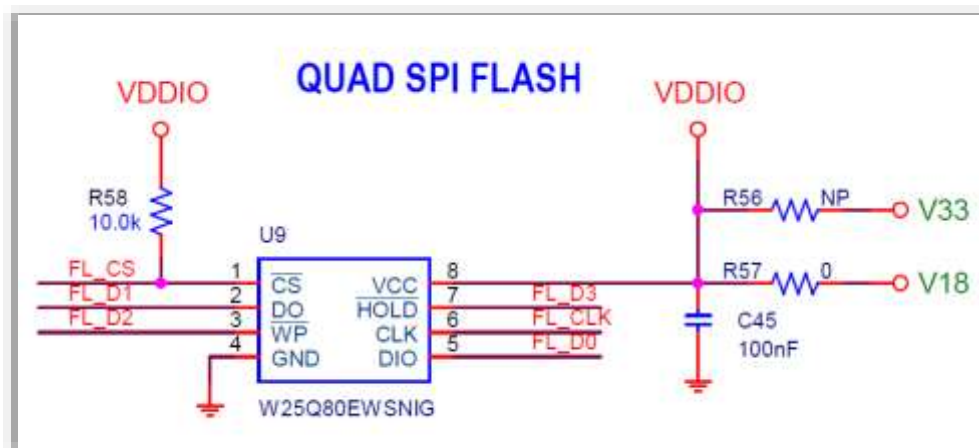 QUAD SPI FLASH
VDDIO
VDDIO
R58
10.0k
R56
NP
V33
U9
FL_CS
1
CS
VCC
8
R57
0
V18
FL_D1
2
DO
HOLD
7
FL_D3
FL_D2
3
WP
CLK
6
FL_CLK
C45
100nF
4
GND
DIO
5
FL_D0
W25Q80EWSNIG